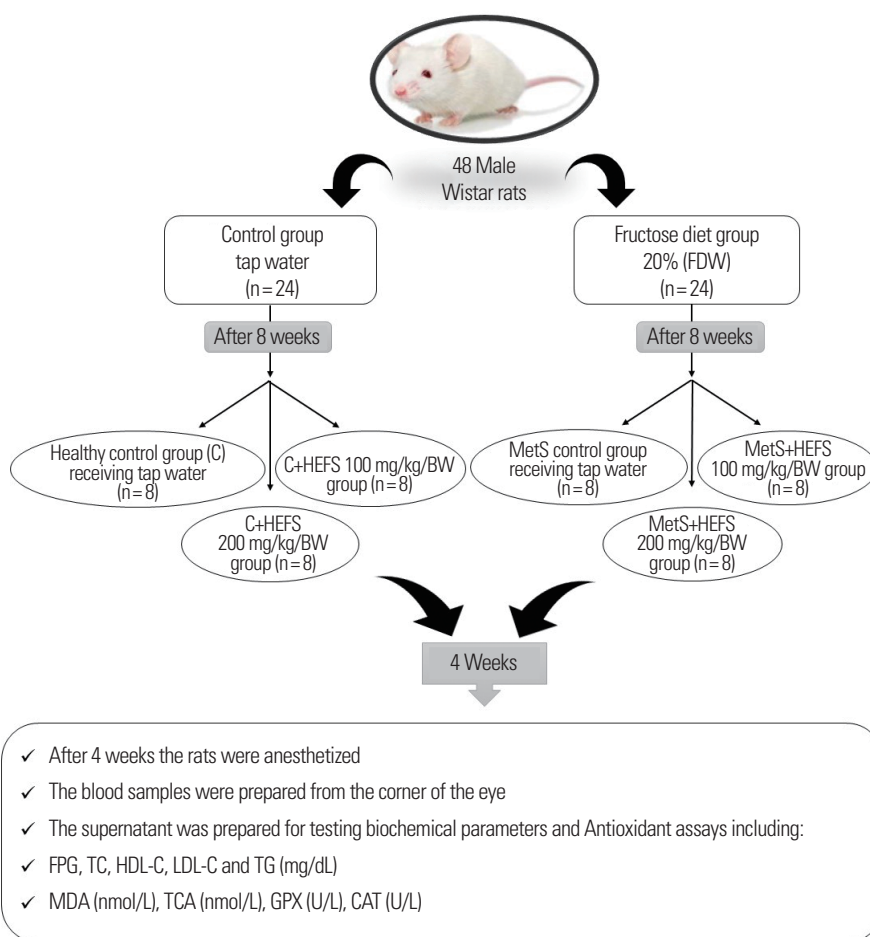 48 Male
Wistar rats
Control group
tap water
(n=24)
Fructose diet group
20% (FDW)
(n=24)
After 8 weeks
After 8 weeks
Healthy control group (C)
receiving tap water
(n=8)
C+HEFS 100 mg/kg/BW
group (n=8)
C+HEFS
200 mg/kg/BW
group (n=8)
MetS control group
receiving tap water
(n=8)
MetS+HEFS
100 mg/kg/BW group
(n=8)
MetS+HEFS
200 mg/kg/BW
group (n=8)
4 Weeks
✓ After 4 weeks the rats were anesthetized
✓ The blood samples were prepared from the corner of the eye
✓ The supernatant was prepared for testing biochemical parameters and Antioxidant assays including:
✓ FPG, TC, HDL-C, LDL-C and TG (mg/dL)
✓ MDA (nmol/L), TCA (nmol/L), GPX (U/L), CAT (U/L)